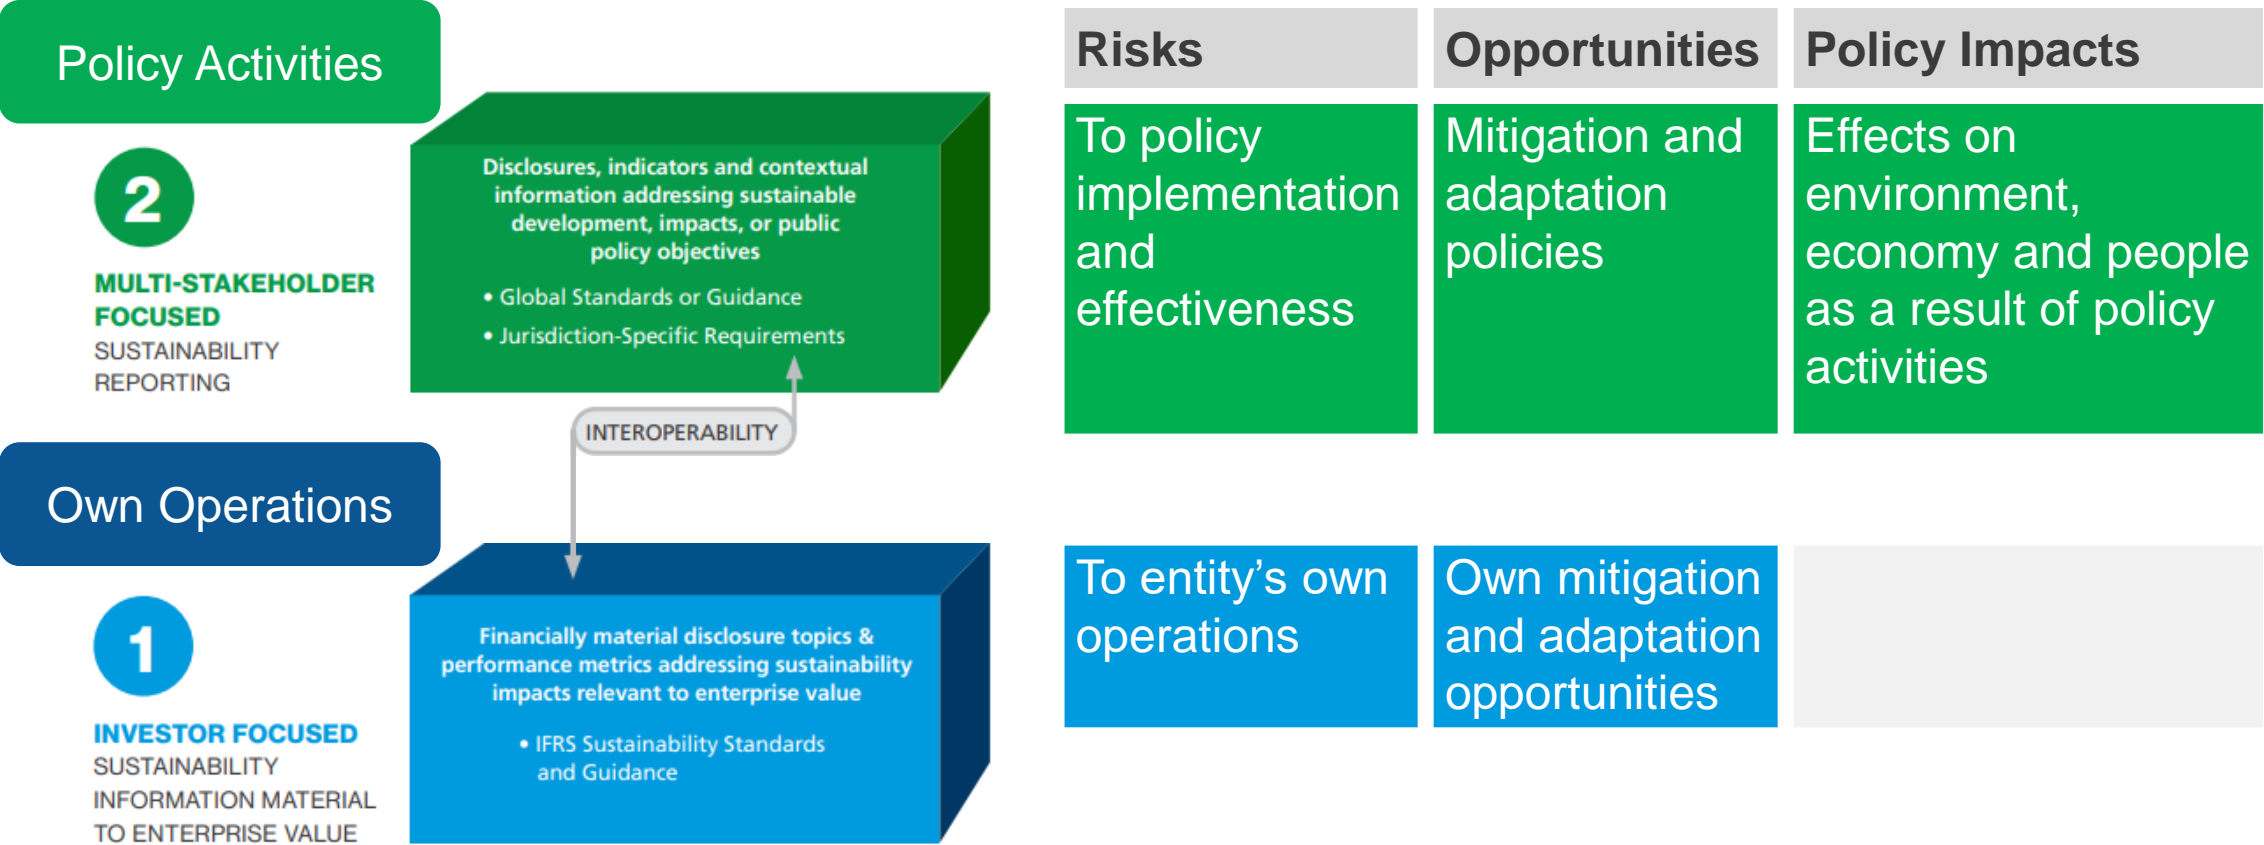 Policy Activities
2
MULTI-STAKEHOLDER
FOCUSED
SUSTAINABILITY
REPORTING
Disclosures, indicators and contextual
information addressing sustainable
development, impacts, or public
policy objectives
• Global Standards or Guidance
• Jurisdiction-Specific Requirements
INTEROPERABILITY
Own Operations
1
INVESTOR FOCUSED
SUSTAINABILITY
INFORMATION MATERIAL
TO ENTERPRISE VALUE
Financially material disclosure topics &
performance metrics addressing sustainability
impacts relevant to enterprise value
• IFRS Sustainability Standards
and Guidance
Risks
Opportunities
Policy Impacts
To policy
implementation
and
effectiveness
Mitigation and
adaptation
policies
Effects on
environment,
economy and people
as a result of policy
activities
To entity’s own
operations
Own mitigation
and adaptation
opportunities